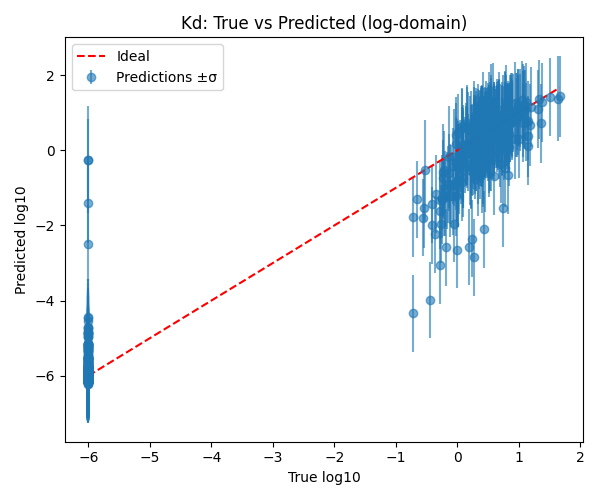 Kd: True vs Predicted (log-domain)
Ideal
Predictions ±σ
Predicted log10
2
0
−2
−4
−6
−6 −5 −4 −3 −2 −1 0 1 2
True log10